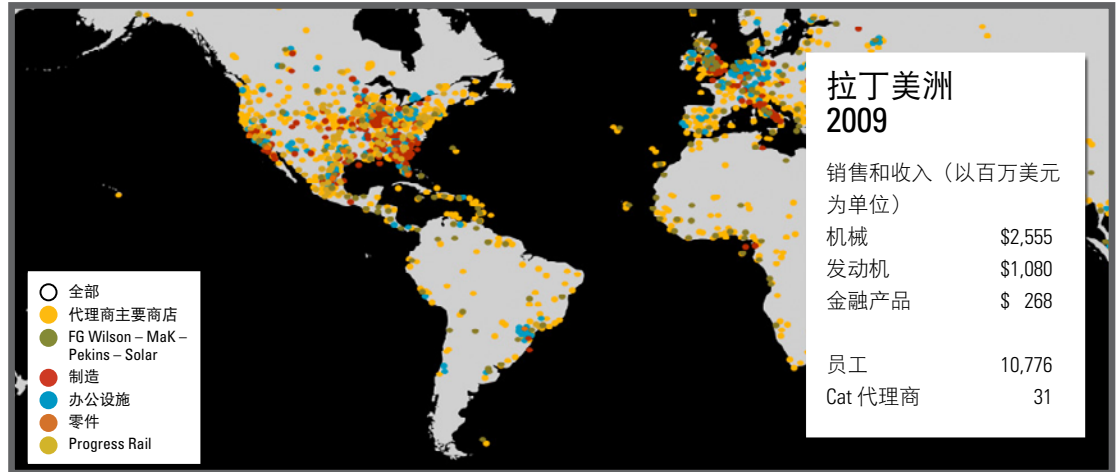 拉丁美洲
2009
销售和收入（以百万美元
为单位）
机械 $2,555
发动机 $1,080
金融产品 $ 268
员工 10,776
Cat 代理商 31
全部
代理商主要商店
FG Wilson – MaK –
Pekins – Solar
制造
办公设施
零件
Progress Rail